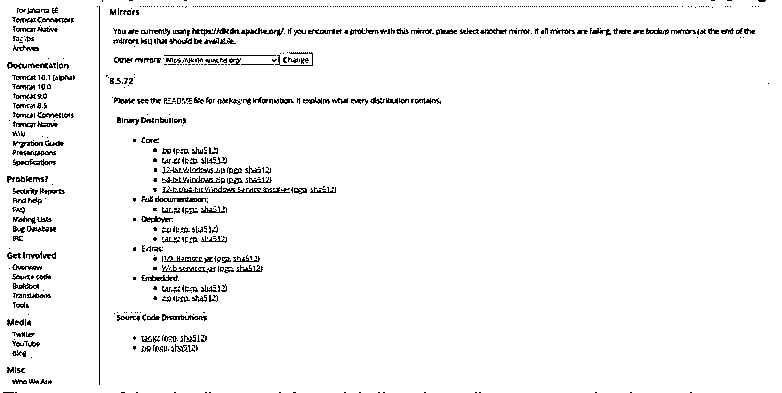 for Jakarta EE
Tomcat Connectors
Tomcat Native
Taglibs
Archives
Documentation
Tomcat 10.1 (alpha)
Tomcat 10.0
Tomcat 9.0
Tomcat 8.5
Tomcat Connectors
Tomcat Native
Wiki
Migration Guide
Presentations
Specifications
Problems?
Security Reports
Find help
FAQ
Mailing Lists
Bug Database
IRC
Get Involved
Overview
Source code
Buildbot
Translations
Tools
Media
Twitter
YouTube
Blog
Misc
Who We Are
Mirrors
You are currently using https://dlcdn.apache.org/. If you encounter a problem with this mirror, please select another mirror. If all mirrors are failing, there are backup mirrors (at the end of the
mirrors list) that should be available.
Other mirrors: https://dlcdn.apache.org/ Change
8.5.72
Please see the README file for packaging information. It explains what every distribution contains.
Binary Distributions
Core:
zip (pgp, sha512)
tar.gz (pgp, sha512)
32-bit Windows zip (pgp, sha512)
64-bit Windows zip (pgp, sha512)
32-bit/64-bit Windows Service Installer (pgp, sha512)
Full documentation:
tar.gz (pgp, sha512)
Deployer:
zip (pgp, sha512)
tar.gz (pgp, sha512)
Extras:
JMX Remote jar (pgp, sha512)
Web services jar (pgp, sha512)
Embedded:
tar.gz (pgp, sha512)
zip (pgp, sha512)
Source Code Distributions
tar.gz (pgp, sha512)
zip (pgp, sha512)